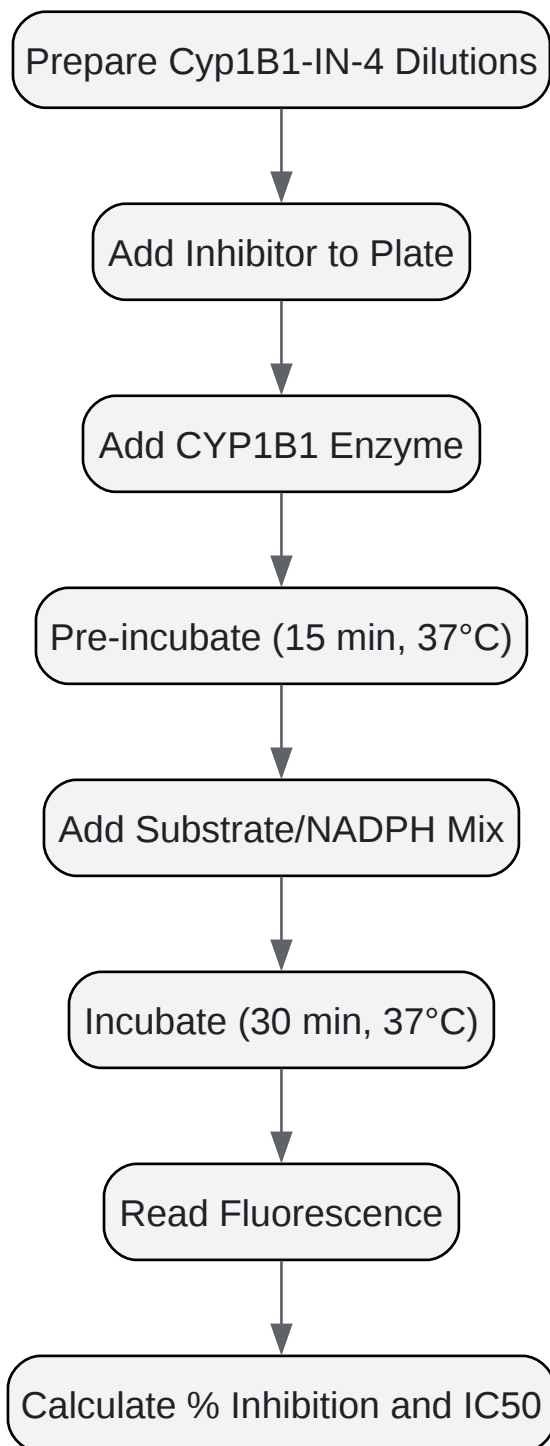 Prepare Cyp1B1-IN-4 Dilutions
Add Inhibitor to Plate
Add CYP1B1 Enzyme
Pre-incubate (15 min, 37°C)
Add Substrate/NADPH Mix
Incubate (30 min, 37°C)
Read Fluorescence
Calculate % Inhibition and IC50